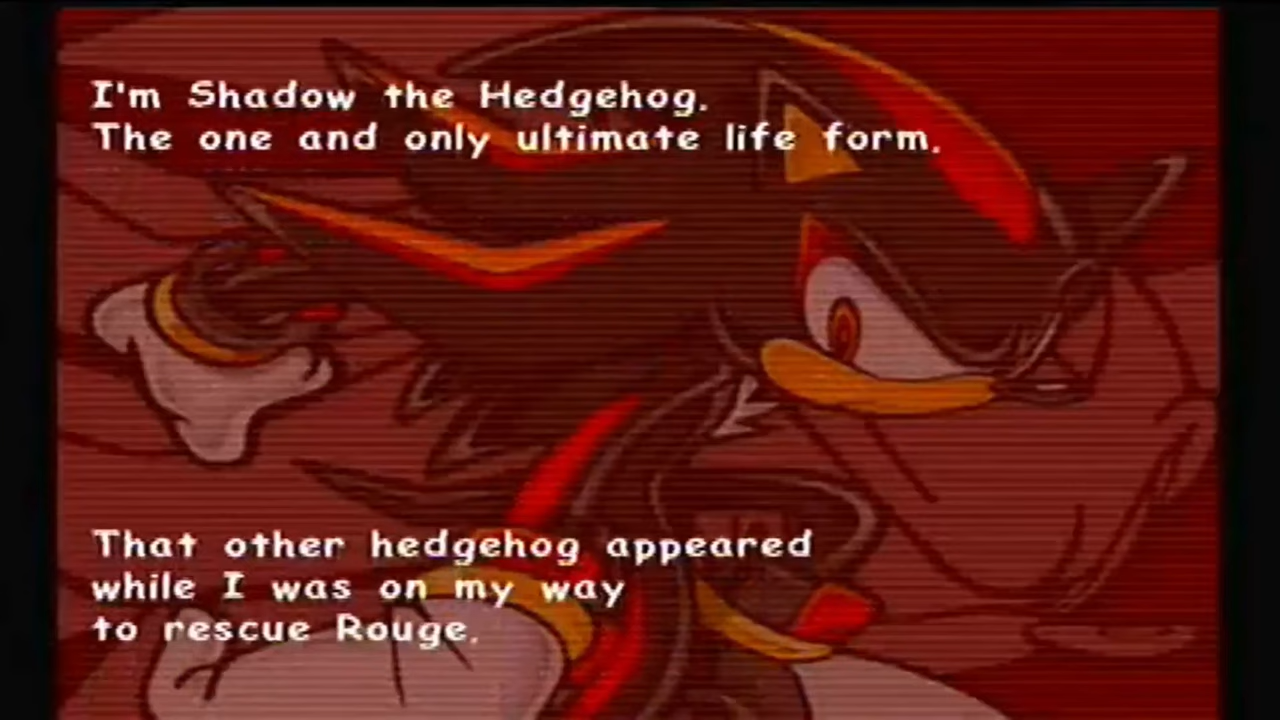 I'm Shadow the Hedgehog.
The one and only ultimate life form.
That other hedgehog appeared
while I was on my way
to rescue Rouge.